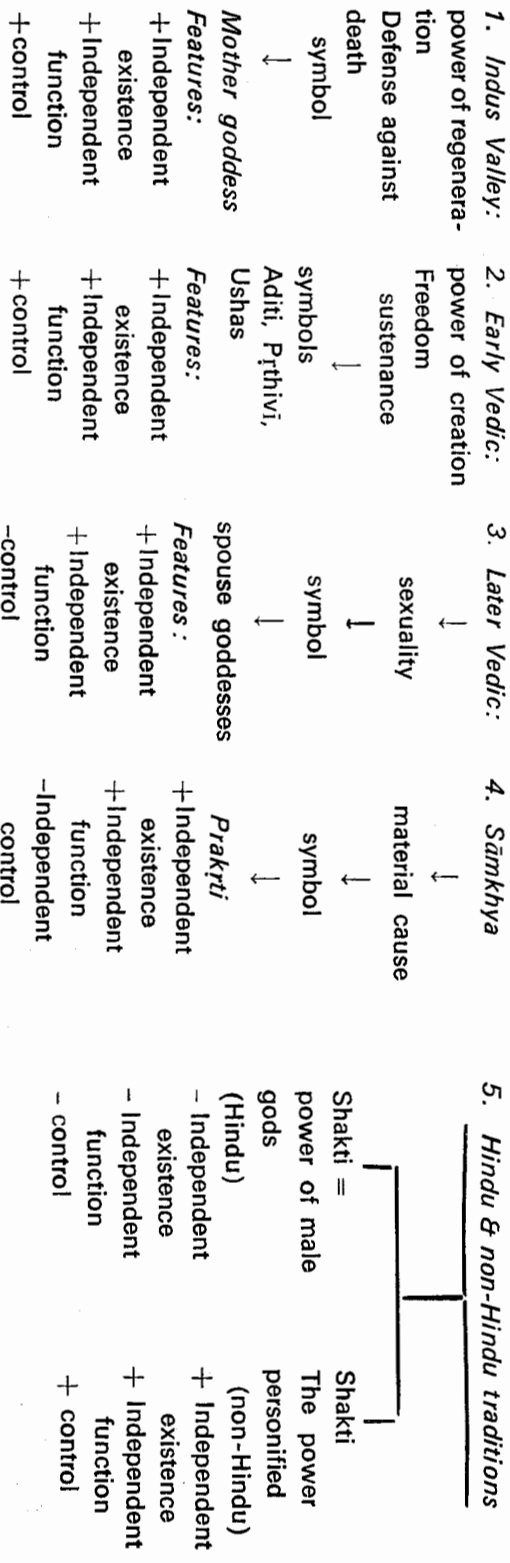 1. Indus Valley:
power of regenera-
tion
Defense against
death
symbol
↓
Mother goddess
Features:
+Independent
existence
+Independent
function
+control
2. Early Vedic:
power of creation
Freedom
sustenance
↓
symbols
Aditi, Pṛthivī,
Ushas
Features:
+Independent
existence
+Independent
function
+control
3. Later Vedic:
↓
sexuality
↓
symbol
↓
spouse goddesses
Features:
+Independent
existence
+Independent
function
-control
4. Sāmkhya
↓
material cause
↓
symbol
↓
Prakṛti
+Independent
existence
+Independent
function
-Independent
control
5. Hindu & non-Hindu traditions
Shakti =
power of male
gods
(Hindu)
- Independent
existence
- Independent
function
- control
Shakti
The power
personified
(non-Hindu)
+ Independent
existence
+ Independent
function
+ control